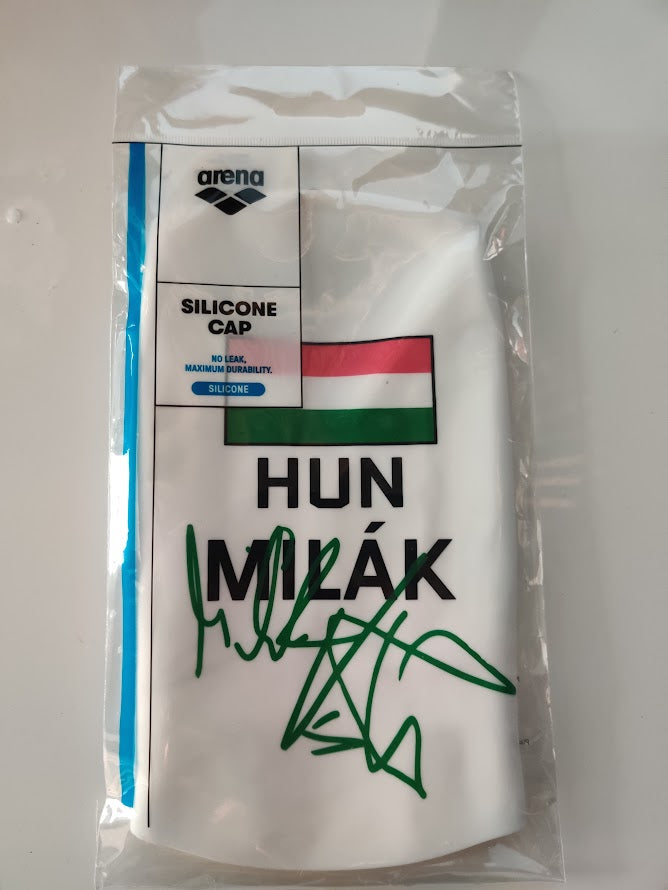 arena
SILICONE
CAP
NO LEAK,
MAXIMUM DURABILITY.
SILICONE
HUN
MILÁK